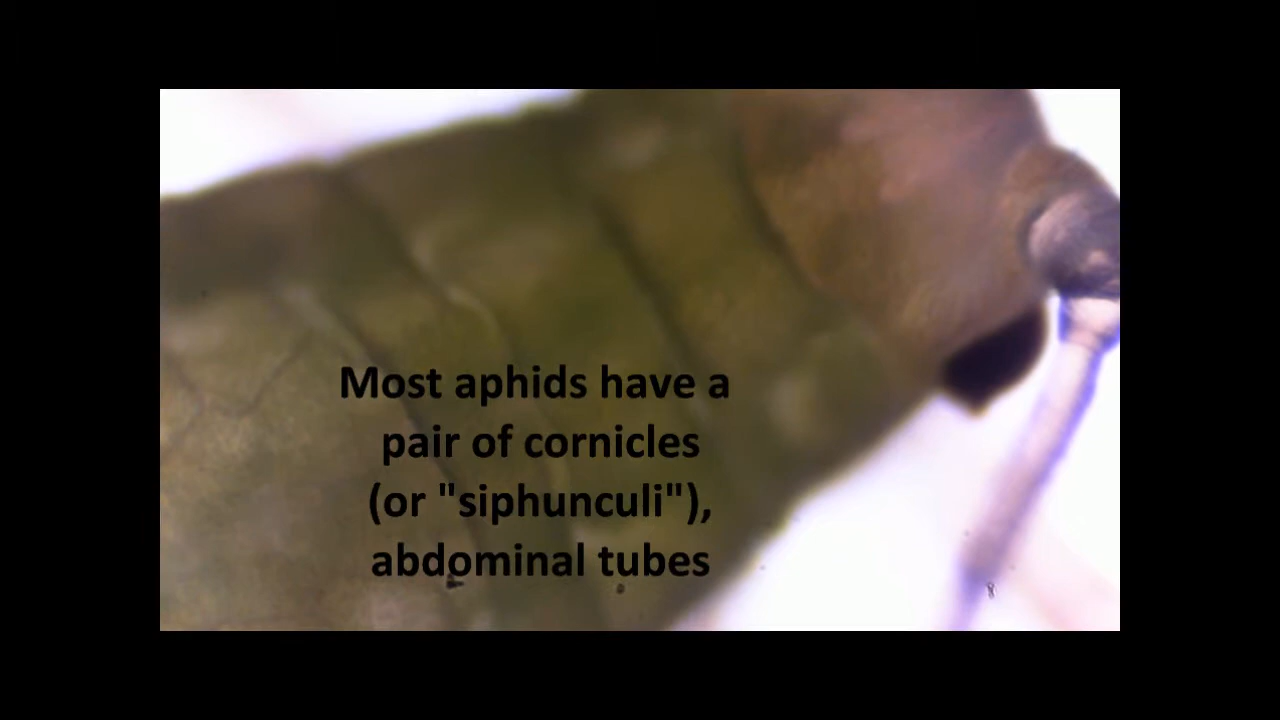 Most aphids have a
pair of cornicles
(or "siphunculi"),
abdominal tubes